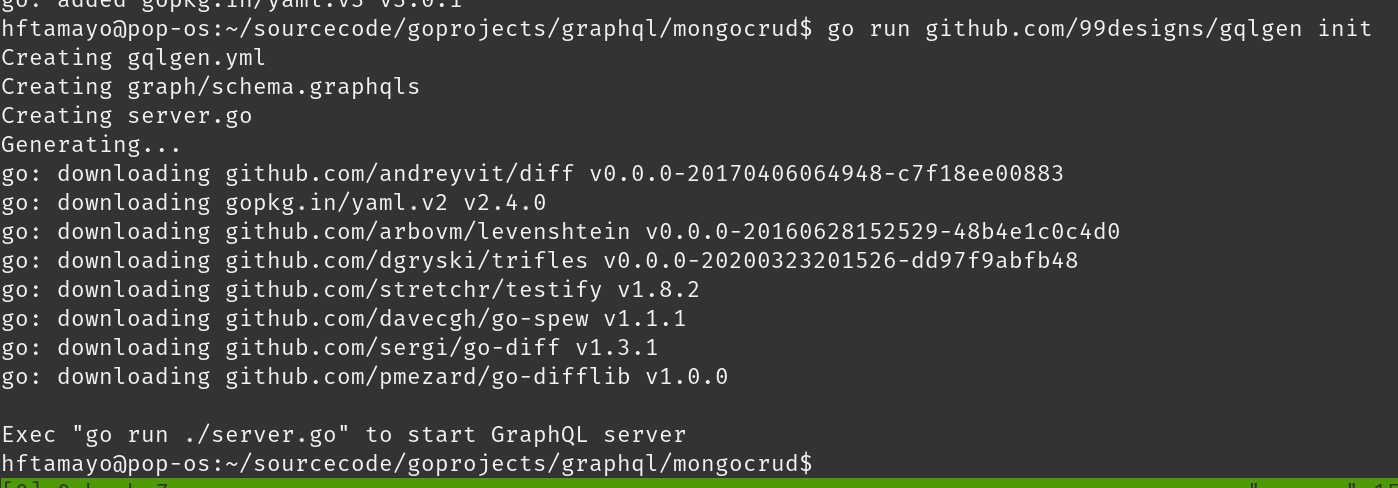 go: added gopkg.in/yaml.v3 v3.0.1
hftamayo@pop-os:~/sourcecode/goprojects/graphql/mongocrud$ go run github.com/99designs/gqlgen init
Creating gqlgen.yml
Creating graph/schema.graphqls
Creating server.go
Generating...
go: downloading github.com/andreyvit/diff v0.0.0-20170406064948-c7f18ee00883
go: downloading gopkg.in/yaml.v2 v2.4.0
go: downloading github.com/arbovm/levenshtein v0.0.0-20160628152529-48b4e1c0c4d0
go: downloading github.com/dgryski/trifles v0.0.0-20200323201526-dd97f9abfb48
go: downloading github.com/stretchr/testify v1.8.2
go: downloading github.com/davecgh/go-spew v1.1.1
go: downloading github.com/sergi/go-diff v1.3.1
go: downloading github.com/pmezard/go-difflib v1.0.0
Exec "go run ./server.go" to start GraphQL server
hftamayo@pop-os:~/sourcecode/goprojects/graphql/mongocrud$